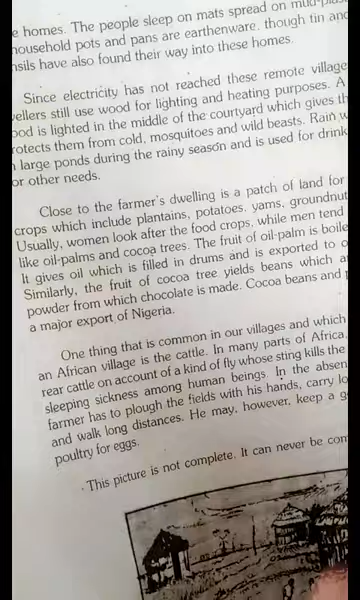 e homes. The people sleep on mats spread on mud-plas
household pots and pans are earthenware, though tin and
nsils have also found their way into these homes.
Since electricity has not reached these remote village
vellers still use wood for lighting and heating purposes. A
ood is lighted in the middle of the courtyard which gives th
rotects them from cold, mosquitoes and wild beasts. Rain w
n large ponds during the rainy season and is used for drink
or other needs.
Close to the farmer's dwelling is a patch of land for
crops which include plantains, potatoes, yams, groundnut
Usually, women look after the food crops, while men tend
like oil-palms and cocoa trees. The fruit of oil-palm is boile
It gives oil which is filled in drums and is exported to o
Similarly, the fruit of cocoa tree yields beans which a
powder from which chocolate is made. Cocoa beans and p
a major export of Nigeria.
One thing that is common in our villages and which
an African village is the cattle. In many parts of Africa,
rear cattle on account of a kind of fly whose sting kills the
sleeping sickness among human beings. In the absen
farmer has to plough the fields with his hands, carry lo
and walk long distances. He may, however, keep a g
poultry for eggs.
This picture is not complete. It can never be com